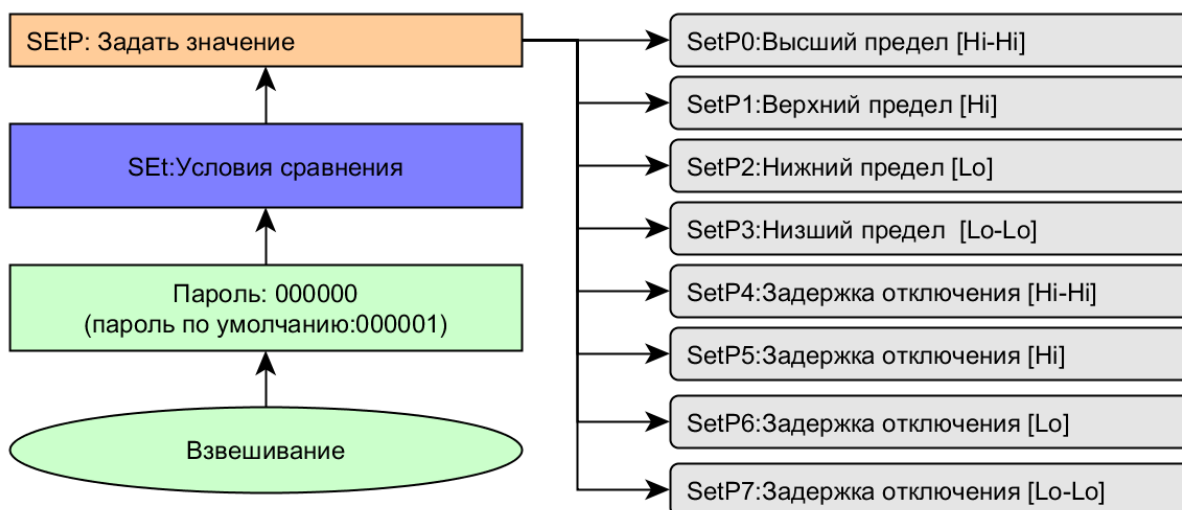 SEtP: Задать значение
SEt:Условия сравнения
Пароль: 000000
(пароль по умолчанию:000001)
Взвешивание
SetP0:Высший предел [Hi-Hi]
SetP1:Верхний предел [Hi]
SetP2:Нижний предел [Lo]
SetP3:Низший предел [Lo-Lo]
SetP4:Задержка отключения [Hi-Hi]
SetP5:Задержка отключения [Hi]
SetP6:Задержка отключения [Lo]
SetP7:Задержка отключения [Lo-Lo]